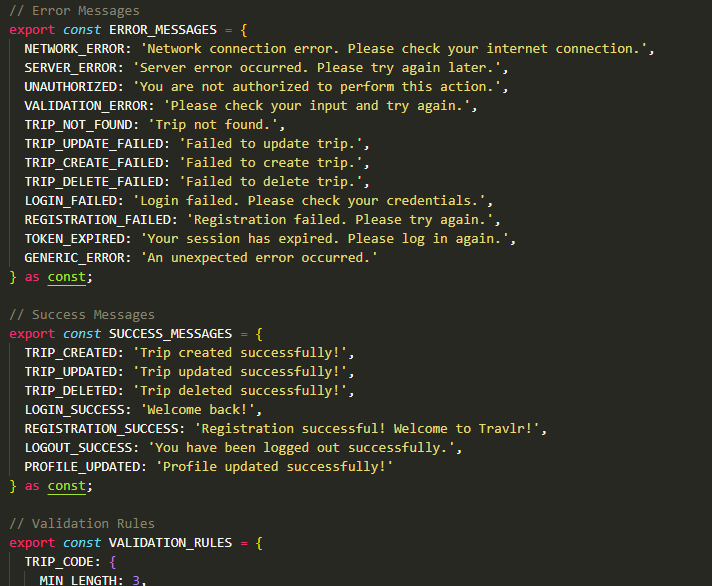 // Error Messages
export const ERROR_MESSAGES = {
  NETWORK_ERROR: 'Network connection error. Please check your internet connection.',
  SERVER_ERROR: 'Server error occurred. Please try again later.',
  UNAUTHORIZED: 'You are not authorized to perform this action.',
  VALIDATION_ERROR: 'Please check your input and try again.',
  TRIP_NOT_FOUND: 'Trip not found.',
  TRIP_UPDATE_FAILED: 'Failed to update trip.',
  TRIP_CREATE_FAILED: 'Failed to create trip.',
  TRIP_DELETE_FAILED: 'Failed to delete trip.',
  LOGIN_FAILED: 'Login failed. Please check your credentials.',
  REGISTRATION_FAILED: 'Registration failed. Please try again.',
  TOKEN_EXPIRED: 'Your session has expired. Please log in again.',
  GENERIC_ERROR: 'An unexpected error occurred.'
} as const;

// Success Messages
export const SUCCESS_MESSAGES = {
  TRIP_CREATED: 'Trip created successfully!',
  TRIP_UPDATED: 'Trip updated successfully!',
  TRIP_DELETED: 'Trip deleted successfully!',
  LOGIN_SUCCESS: 'Welcome back!',
  REGISTRATION_SUCCESS: 'Registration successful! Welcome to Travlr!',
  LOGOUT_SUCCESS: 'You have been logged out successfully.',
  PROFILE_UPDATED: 'Profile updated successfully!'
} as const;

// Validation Rules
export const VALIDATION_RULES = {
  TRIP_CODE: {
    MIN_LENGTH: 3,